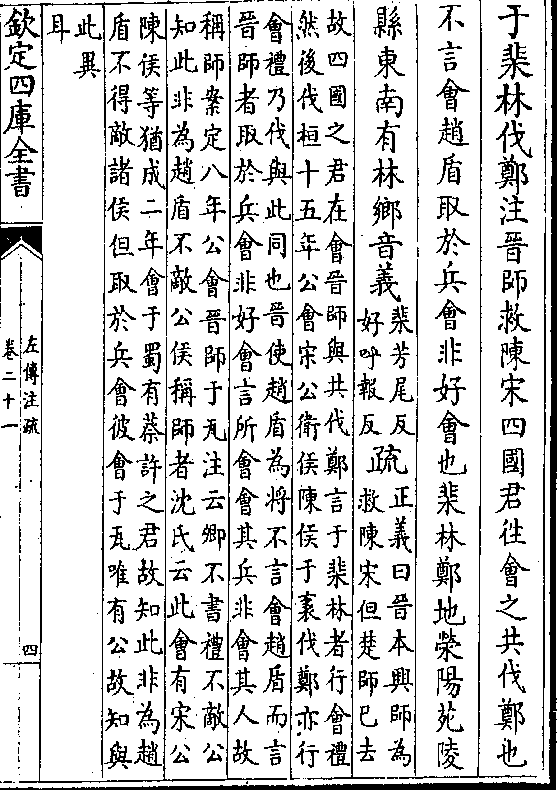 于棐林伐鄭注晉師救陳宋四國君徃會之共伐鄭也
不言會趙盾取於兵會非好會也棐林鄭地滎陽苑陵
縣東南有林鄉音義
棐芳尾反
好呼報反
疏
正義曰晉本興師為
救陳宋但楚師已去
故四國之君在會晉師與共伐鄭言于棐林者行會禮
然後伐桓十五年公會宋公衛侯陳侯于袲伐鄭亦行
會禮乃伐與此同也晉使趙盾為將不言會趙盾而言
晉師者取於兵會非好會言所會會其兵非會其人故
稱師案定八年公會晉師于瓦注云卿不書禮不敵公
知此非為趙盾不敵公侯稱師者沈氏云此會有宋公
陳侯等猶成二年會于蜀有蔡許之君故知此非為趙
盾不得敵諸侯但取於兵會彼會于瓦唯有公故知與
此異
耳
欽定四庫全書
左傳注疏
卷二十一
四